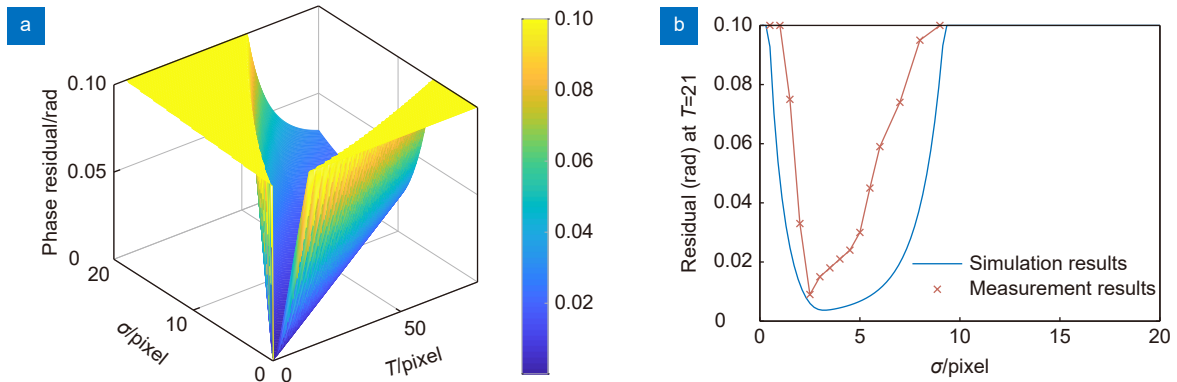 a
Phase residual/rad
0.10
0.05
0
20
10
0
σ/pixel
0
50
T/pixel
0.10
0.08
0.06
0.04
0.02
b
Residual (rad) at T=21
0.10
0.08
0.06
0.04
0.02
0
0
5
10
15
20
σ/pixel
Simulation results
Measurement results